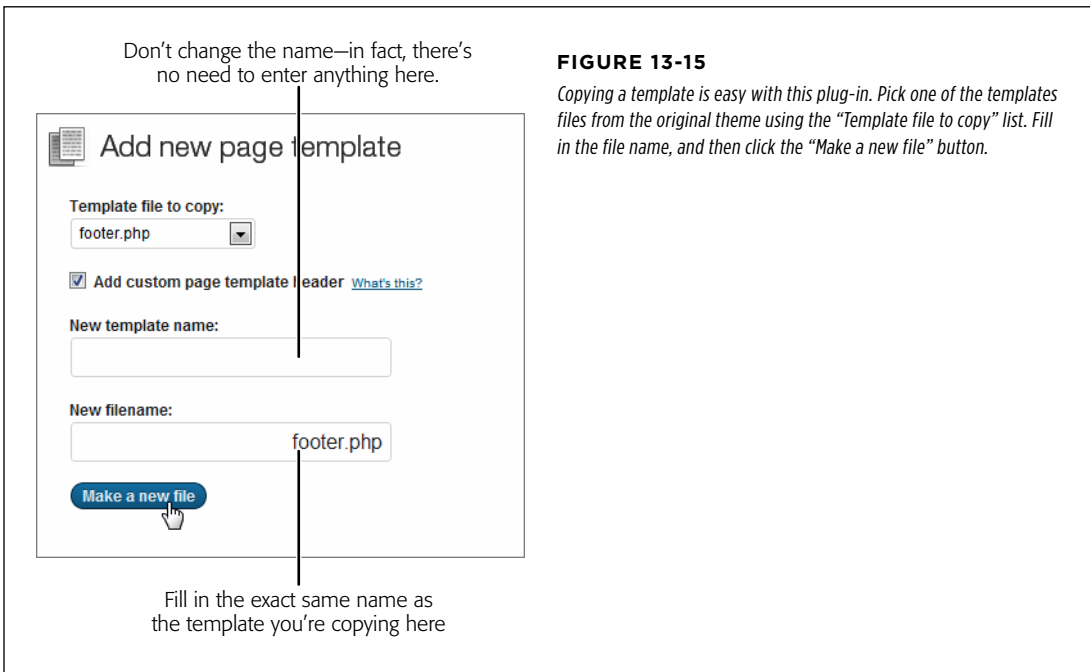 Don't change the name—in fact, there's
no need to enter anything here.
Add new page template
Template file to copy:
footer.php
Add custom page template header What's this?
New template name:
New filename:
footer.php
Make a new file
Fill in the exact same name as
the template you're copying here
FIGURE 13-15
Copying a template is easy with this plug-in. Pick one of the templates
files from the original theme using the “Template file to copy” list. Fill
in the file name, and then click the “Make a new file” button.